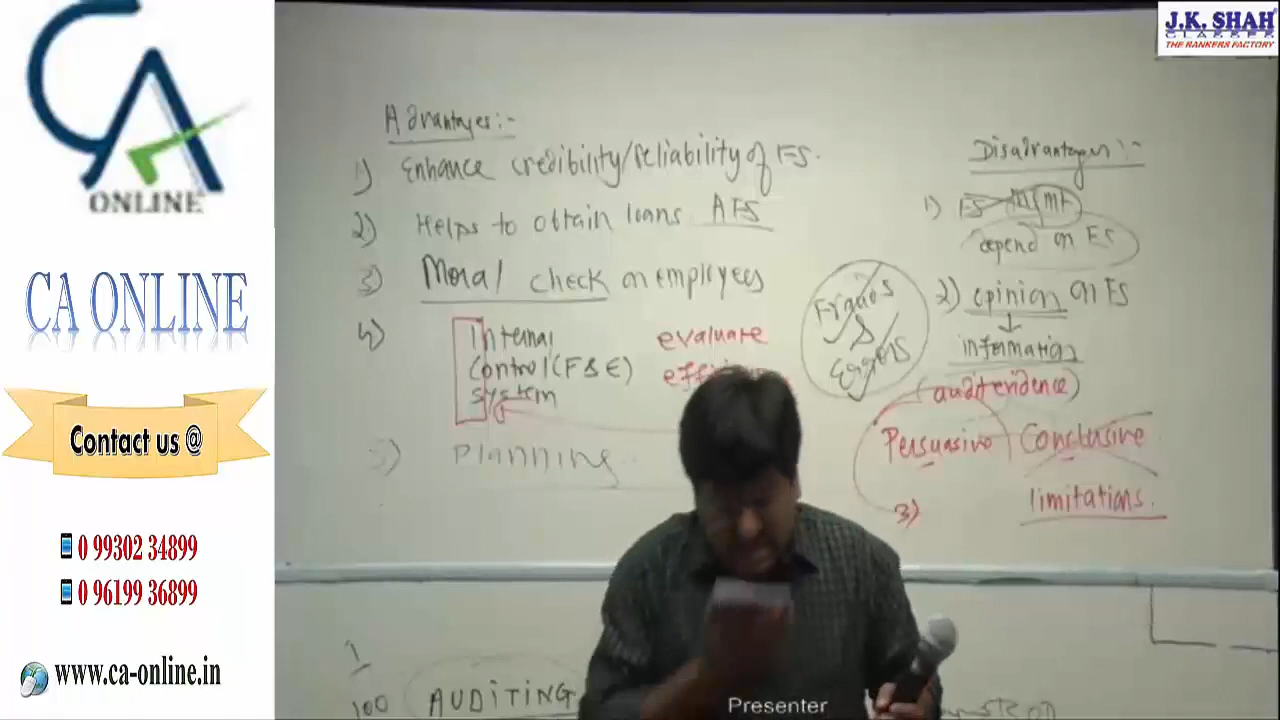 CA
ONLINE
CA ONLINE
Contact us @
0 99302 34899
0 96199 36899
www.ca-online.in
J.K. SHAH
CLASSES
THE RANKERS FACTORY
Advantages:-
1) Enhance credibility/reliability of FS.
2) Helps to obtain loans AFS
3) Moral check on employees
4) Internal evaluate
Control (F & E)
system
5) Planning
Frauds
&
Errors
Disadvantages:-
1) FS
depend on FS
2) opinion on FS
information
(audit evidence)
Persuasive Conclusive
3) limitations.
1
100 AUDITING
Presenter